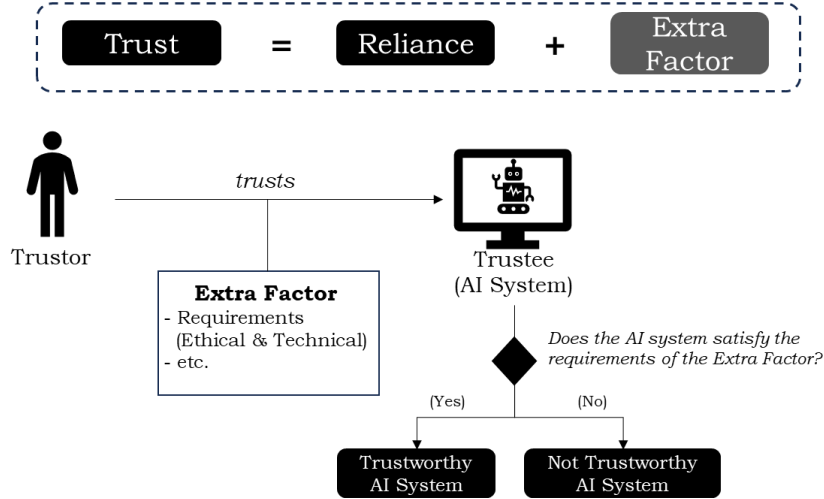 Trust = Reliance + Extra Factor
trusts
Trustor
Trustee
(AI System)
Extra Factor
- Requirements
(Ethical & Technical)
- etc.
Does the AI system satisfy the
requirements of the Extra Factor?
(Yes)
(No)
Trustworthy
AI System
Not Trustworthy
AI System